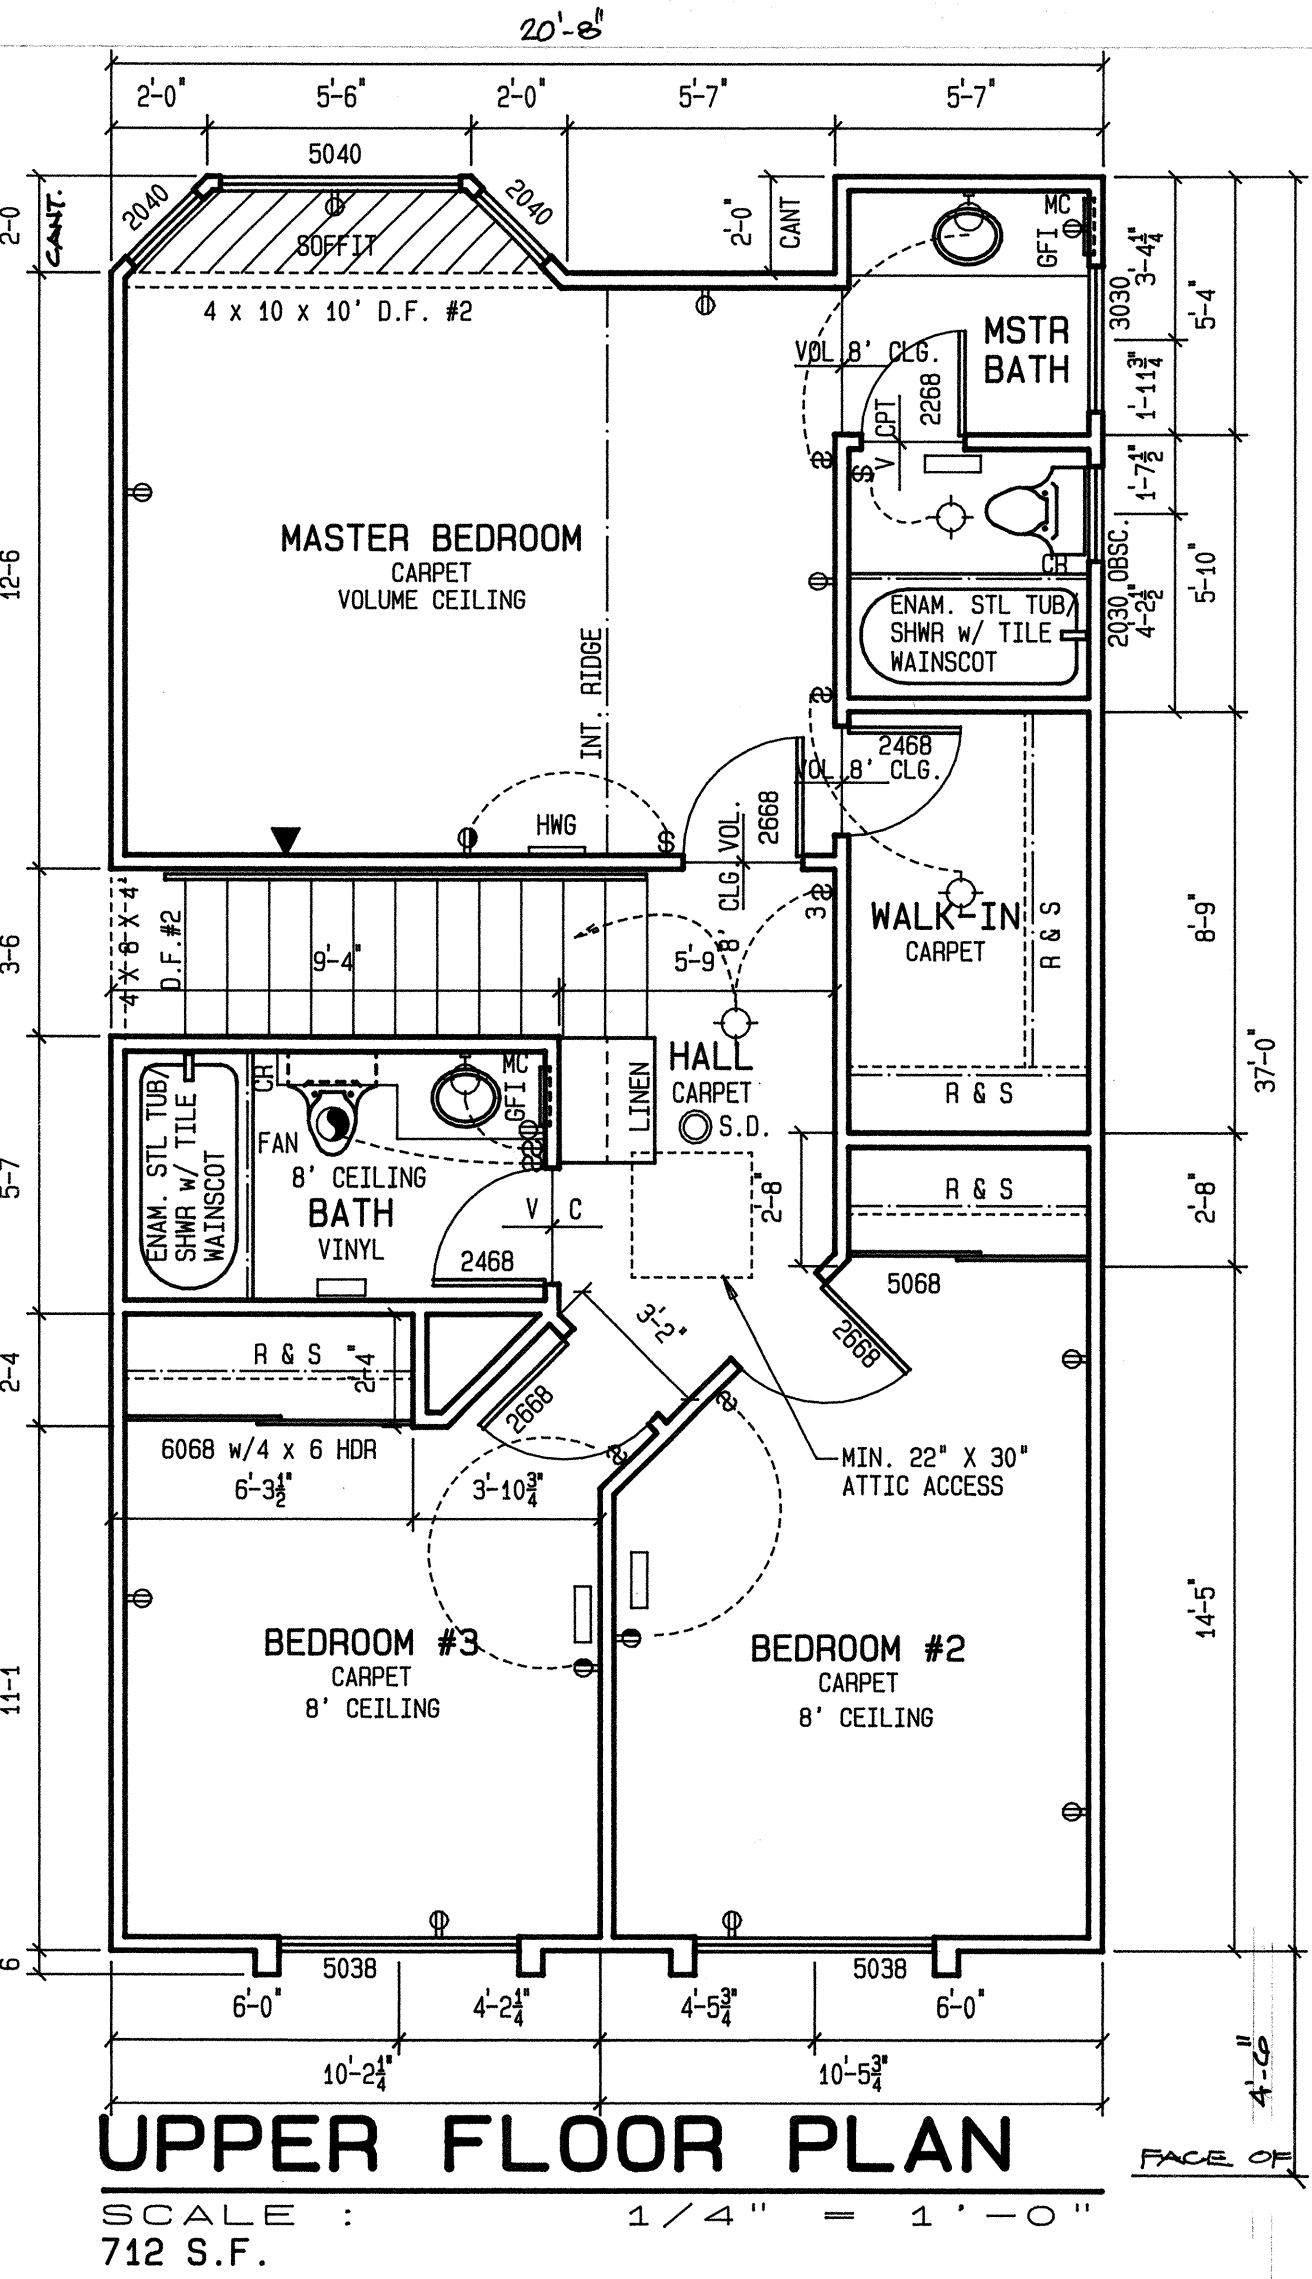 20'-8"
2'-0" 5'-6" 2'-0" 5'-7" 5'-7"
5040
2040
2040
SOFFIT
4 x 10 x 10' D.F. #2
2-0
CANT.
2'-0"
CANT
MC
GFI
MSTR
BATH
3030
3'-4¼"
5'-4"
1'-11¾"
VOL 8' CLG.
2268
CPT
V
1'-7½"
CR
2030 OBSC.
4'-2½"
5'-10"
ENAM. STL TUB/
SHWR w/ TILE
WAINSCOT
12-6
MASTER BEDROOM
CARPET
VOLUME CEILING
INT. RIDGE
HWG
2468
VOL 8' CLG.
2668
VOL.
CLG.
8'
3
WALK-IN
CARPET
R & S
R & S
8'-9"
37'-0"
3-6
4 X 8 X 4'
D.F.#2
9'-4"
5'-9"
HALL
CARPET
S.D.
LINEN
MC
GFI
CR
FAN
ENAM. STL TUB/
SHWR w/ TILE
WAINSCOT
8' CEILING
BATH
VINYL
V C
2468
5-7
2'-8"
R & S
2'-8"
5068
2668
3'-2"
2-4
R & S
2-4"
2668
6068 w/4 x 6 HDR
6'-3½"
3'-10¾"
MIN. 22" X 30"
ATTIC ACCESS
14'-5"
11-1
BEDROOM #3
CARPET
8' CEILING
BEDROOM #2
CARPET
8' CEILING
6
5038
5038
6'-0" 4'-2¼" 4'-5¾" 6'-0"
10'-2¼" 10'-5¾"
4'-6"
FACE OF
UPPER FLOOR PLAN
SCALE : 1/4" = 1'-0"
712 S.F.